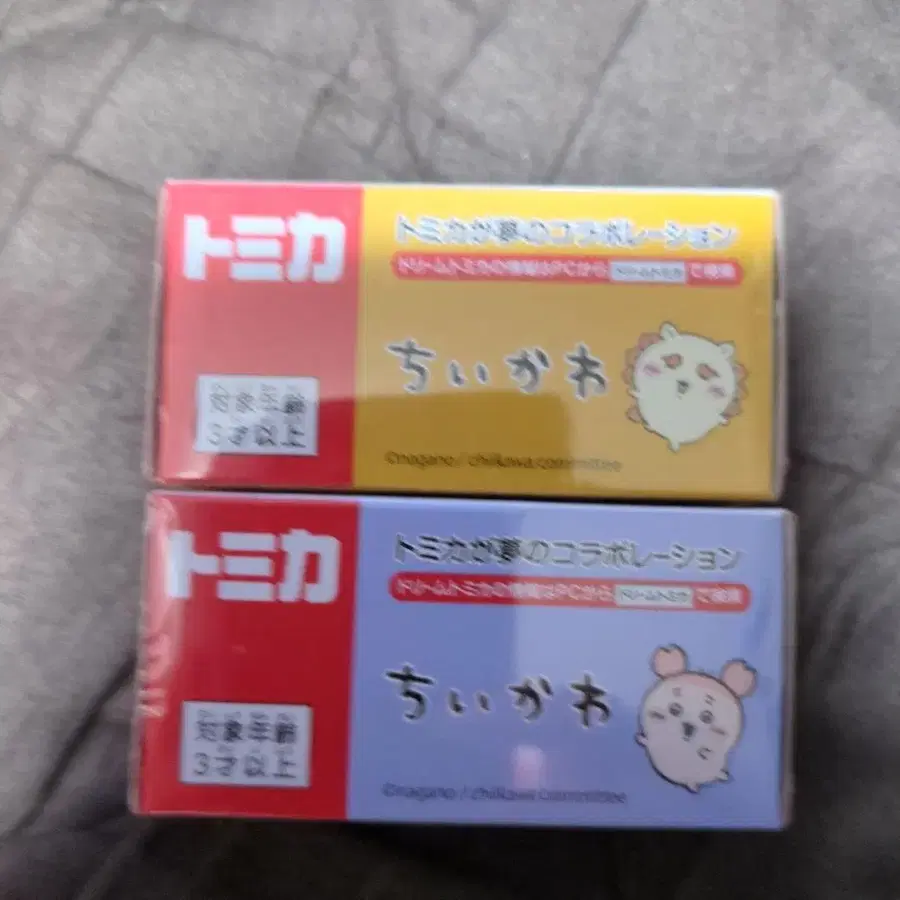 トミカ
トミカが夢のコラボレーション
ドリームトミカの情報はPCから ドリームトミカ で検索
ちいかわ
対象年齢
3才以上
©nagano / chiikawa committee
トミカ
トミカが夢のコラボレーション
ドリームトミカの情報はPCから ドリームトミカ で検索
ちいかわ
対象年齢
3才以上
©nagano / chiikawa committee